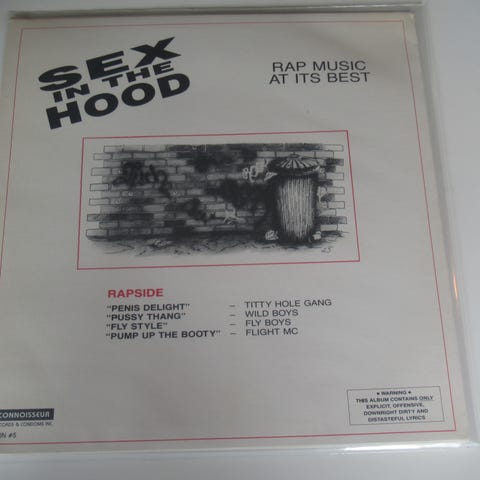 SEX
IN THE
HOOD
RAP MUSIC
AT ITS BEST
RAPSIDE
"PENIS DELIGHT" – TITTY HOLE GANG
"PUSSY THANG" – WILD BOYS
"FLY STYLE" – FLY BOYS
"PUMP UP THE BOOTY" – FLIGHT MC
CONNOISSEUR
RECORDS & CONDOMS INC.
#5
• WARNING •
THIS ALBUM CONTAINS ONLY
EXPLICIT, OFFENSIVE,
DOWNRIGHT DIRTY AND
DISTASTEFUL LYRICS